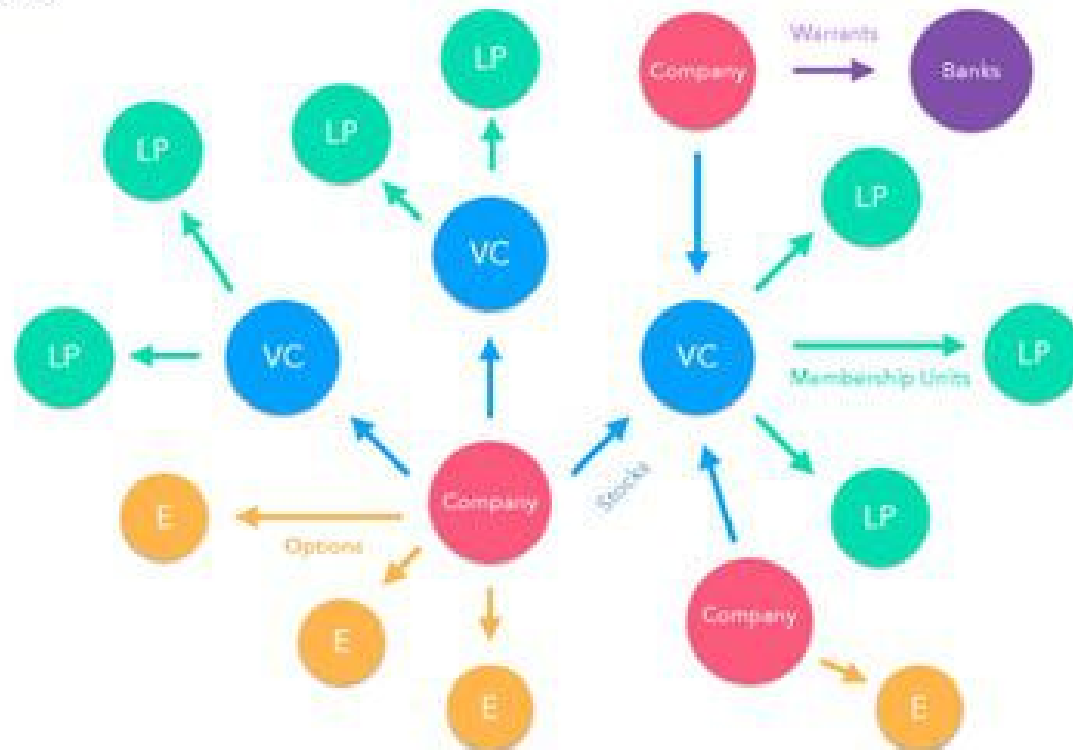 LP
Company
Warrants
Banks
LP
LP
LP
VC
LP
VC
VC
LP
Membership Units
Company
Stocks
E
Options
LP
Company
E
E
E